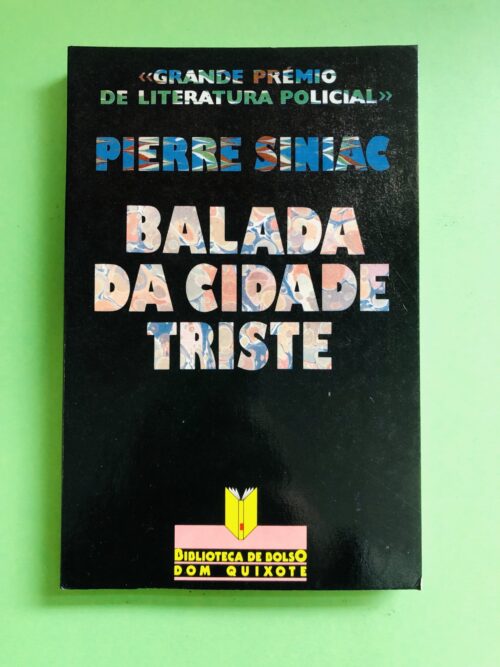 «GRANDE PRÉMIO
DE LITERATURA POLICIAL»
PIERRE SINIAC
BALADA
DA CIDADE
TRISTE
BIBLIOTECA DE BOLSO
DOM QUIXOTE